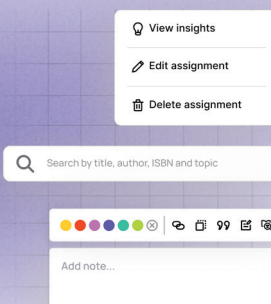 View insights
Edit assignment
Delete assignment
Search by title, author, ISBN and topic
Add note...